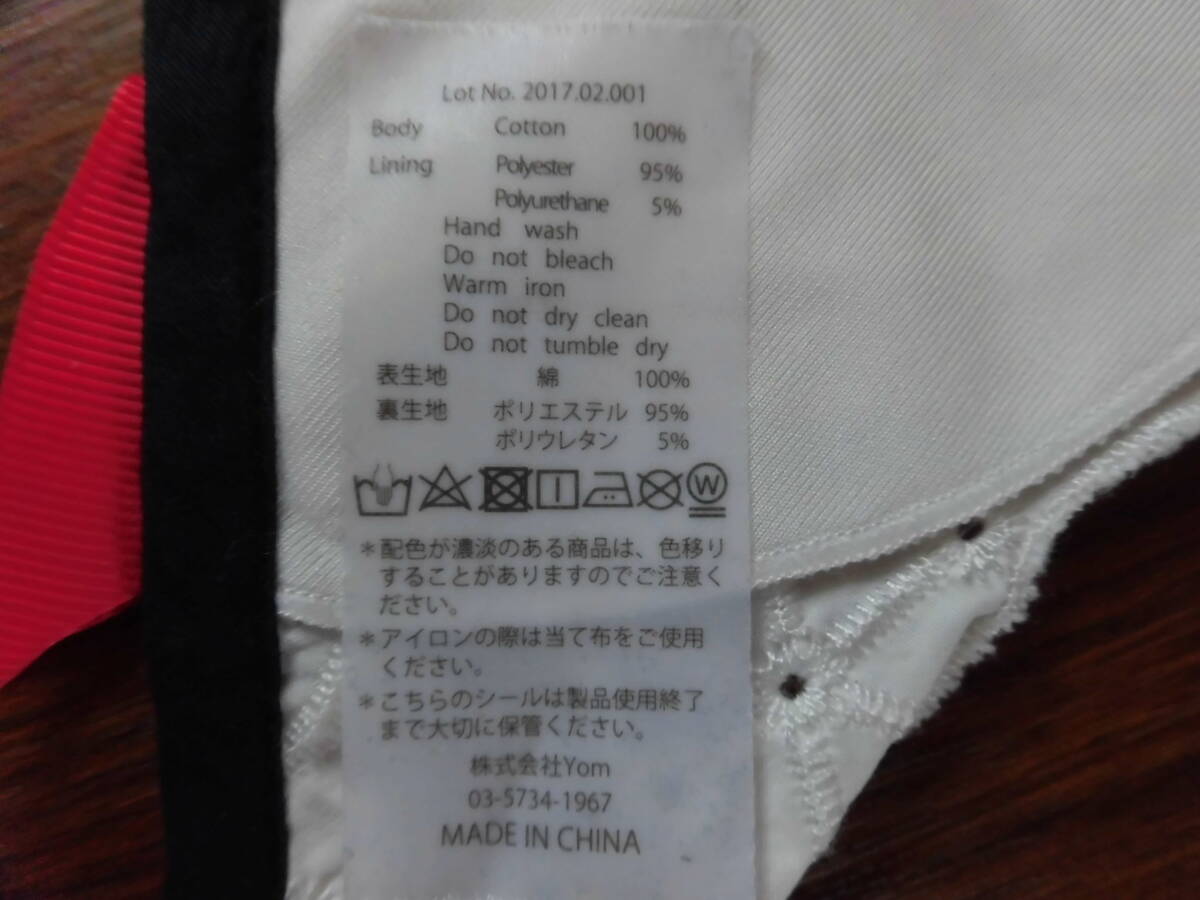 Lot No. 2017.02.001
Body Cotton 100%
Lining Polyester 95%
Polyurethane 5%
Hand wash
Do not bleach
Warm iron
Do not dry clean
Do not tumble dry
表生地 綿 100%
裏生地 ポリエステル 95%
ポリウレタン 5%
W
*配色が濃淡のある商品は、色移り
することがありますのでご注意く
ださい。
*アイロンの際は当て布をご使用
ください。
*こちらのシールは製品使用終了
まで大切に保管ください。
株式会社Yom
03-5734-1967
MADE IN CHINA